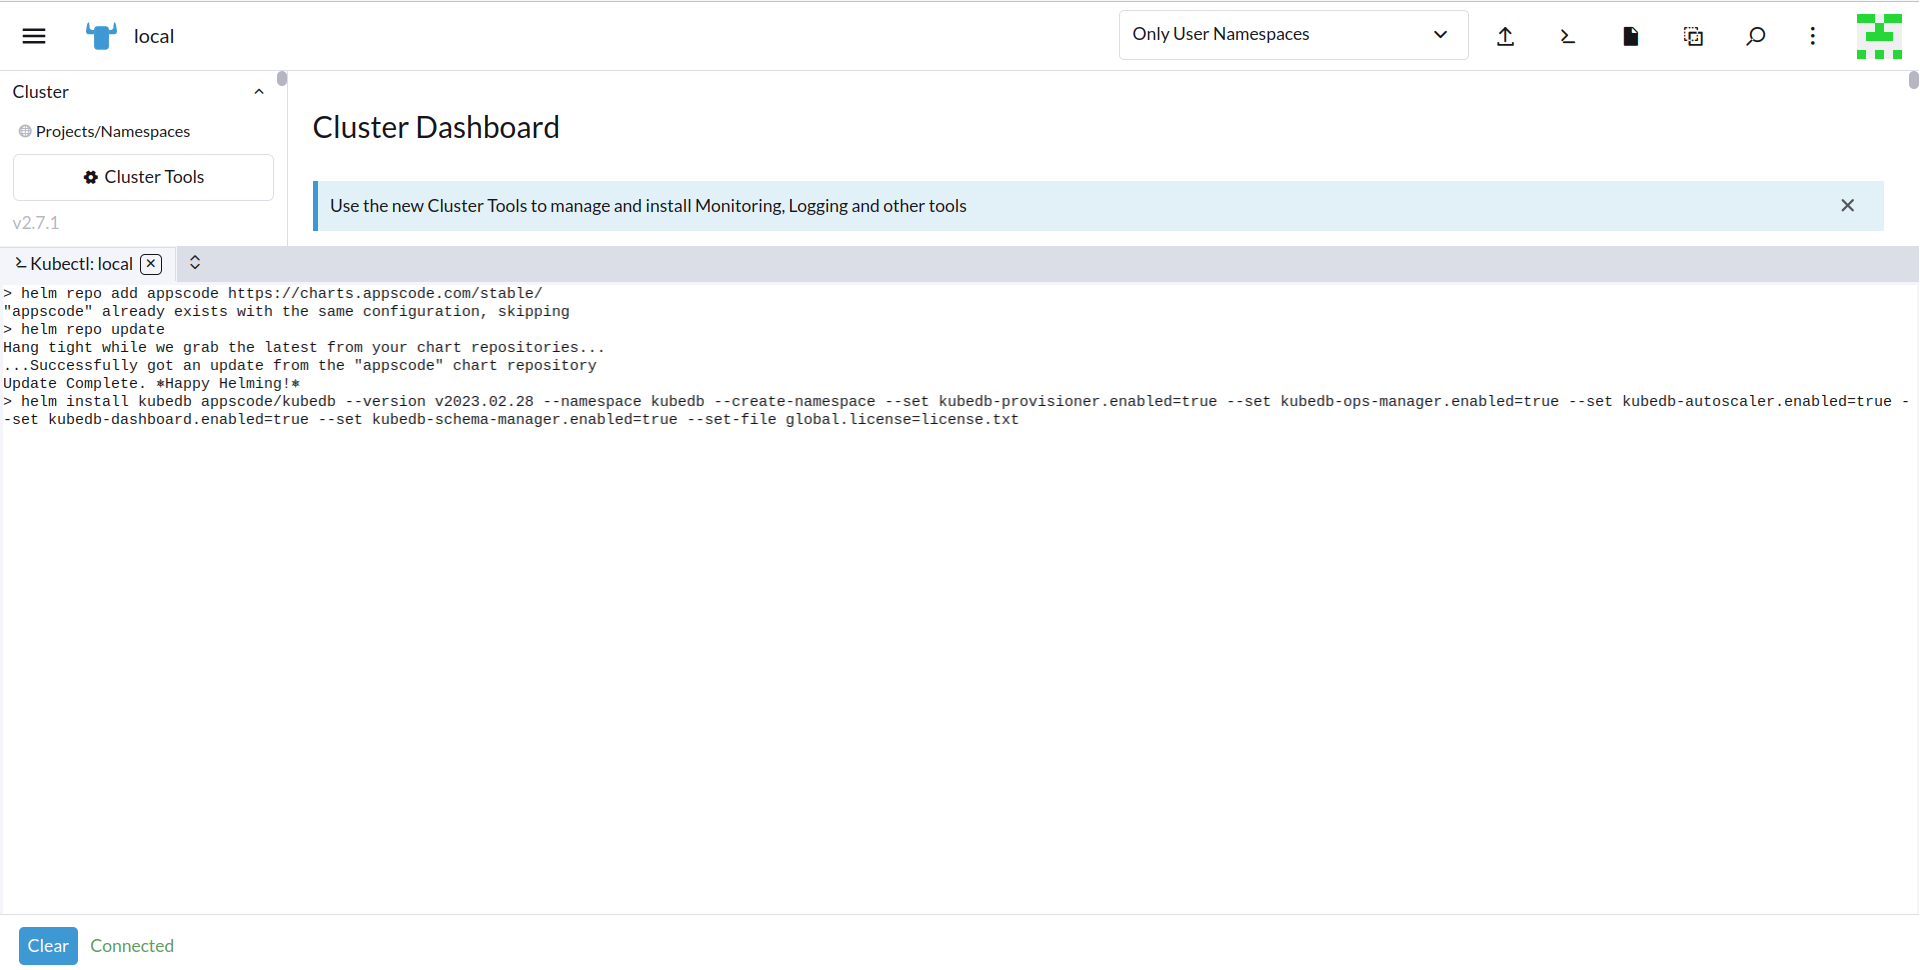 local
Only User Namespaces
Cluster
Projects/Namespaces
Cluster Tools
v2.7.1
Cluster Dashboard
Use the new Cluster Tools to manage and install Monitoring, Logging and other tools
Kubectl: local
> helm repo add appscode https://charts.appscode.com/stable/
"appscode" already exists with the same configuration, skipping
> helm repo update
Hang tight while we grab the latest from your chart repositories...
...Successfully got an update from the "appscode" chart repository
Update Complete. ⎈Happy Helming!⎈
> helm install kubedb appscode/kubedb --version v2023.02.28 --namespace kubedb --create-namespace --set kubedb-provisioner.enabled=true --set kubedb-ops-manager.enabled=true --set kubedb-autoscaler.enabled=true -
-set kubedb-dashboard.enabled=true --set kubedb-schema-manager.enabled=true --set-file global.license=license.txt
Clear
Connected